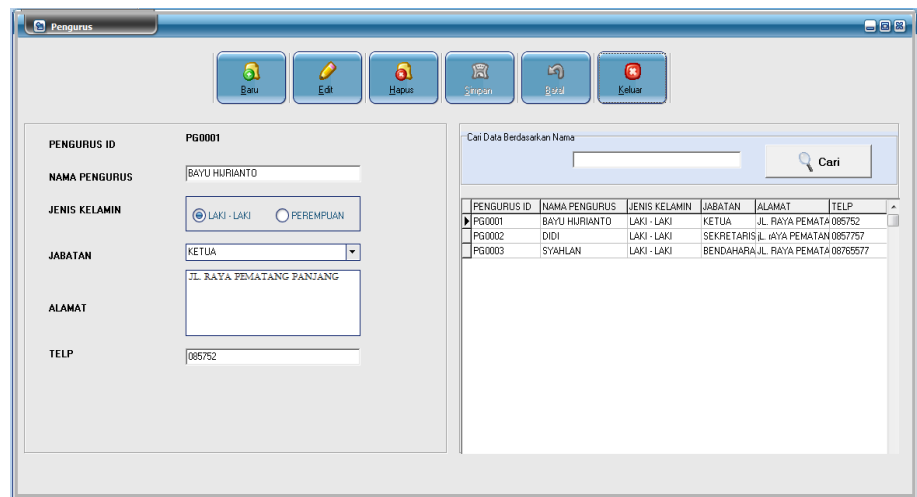 Pengurus
Baru Edit Hapus Simpan Batal Keluar
PENGURUS ID PG0001
NAMA PENGURUS BAYU HIJRIANTO
JENIS KELAMIN LAKI - LAKI PEREMPUAN
JABATAN KETUA
ALAMAT JL. RAYA PEMATANG PANJANG
TELP 085752
Cari Data Berdasarkan Nama
Cari
PENGURUS ID NAMA PENGURUS JENIS KELAMIN JABATAN ALAMAT TELP
PG0001 BAYU HIJRIANTO LAKI - LAKI KETUA JL. RAYA PEMATA 085752
PG0002 DIDI LAKI - LAKI SEKRETARIS jL. rAYA PEMATAN 0857757
PG0003 SYAHLAN LAKI - LAKI BENDAHARA JL. RAYA PEMATA 08765577